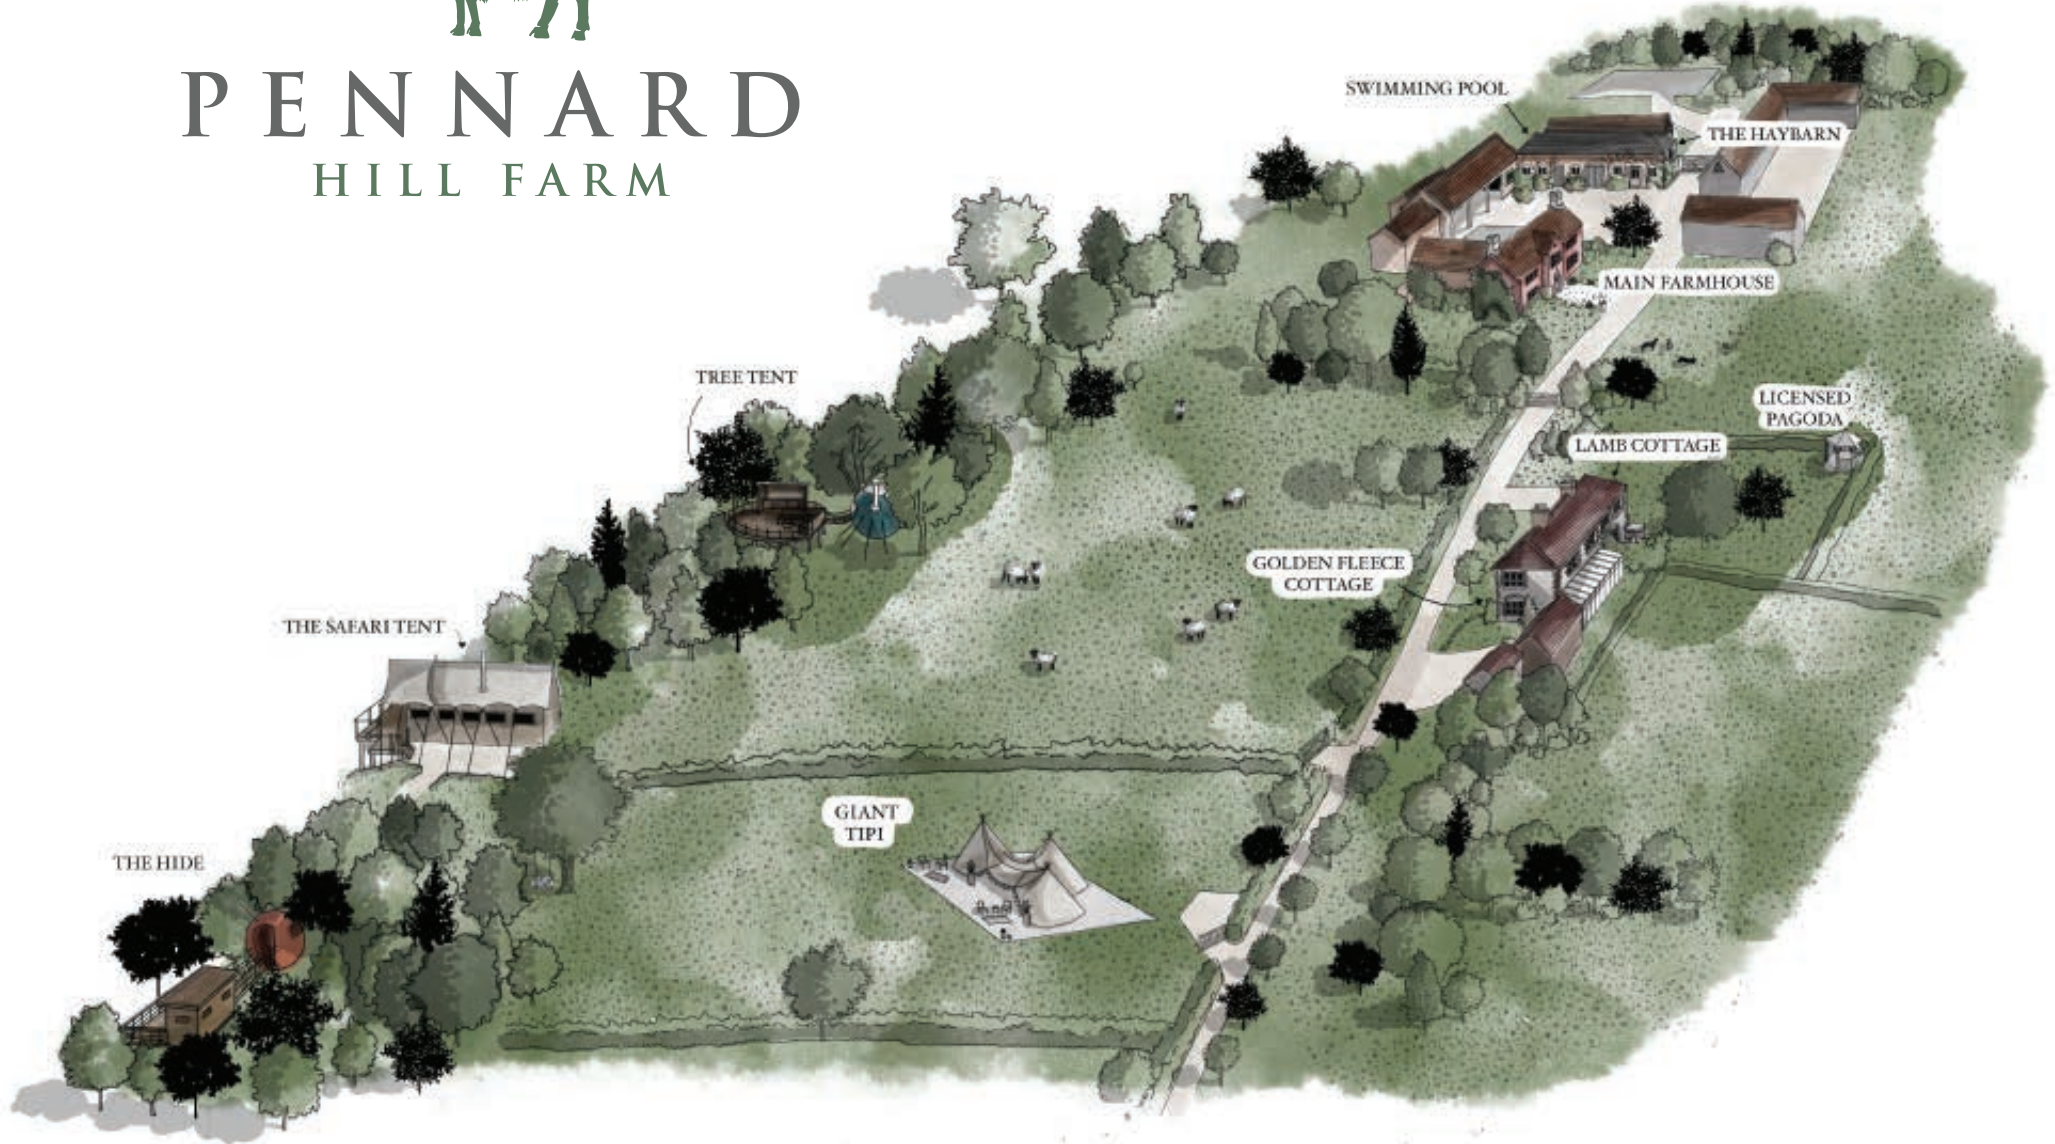 PENNARD
HILL FARM
SWIMMING POOL
THE HAYBARN
MAIN FARMHOUSE
TREE TENT
LICENSED
PAGODA
LAMB COTTAGE
GOLDEN FLEECE
COTTAGE
THE SAFARI TENT
GIANT
TIPI
THE HIDE